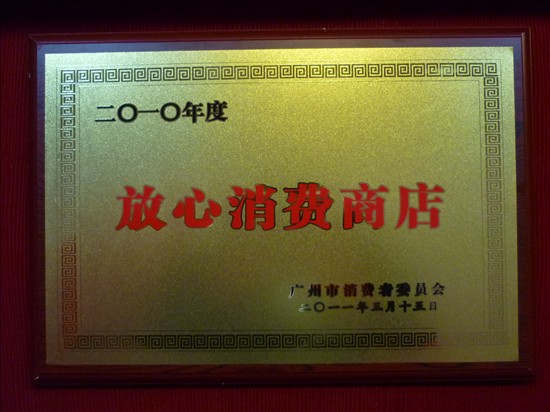 二〇一〇年度
放心消费商店
广州市消费者委员会
二〇一一年三月十五日